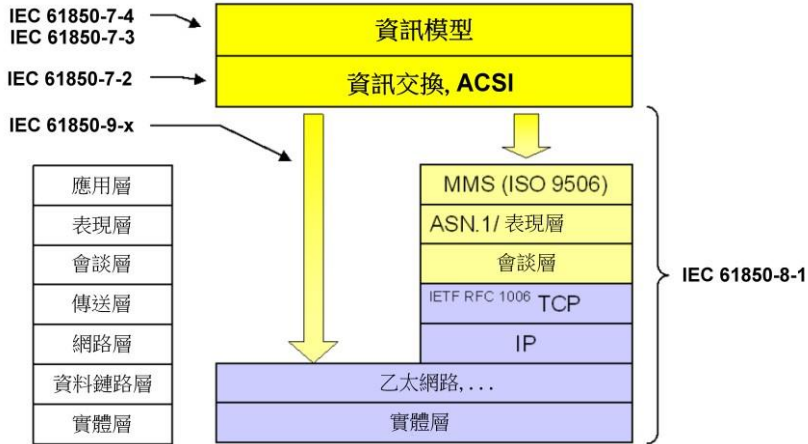 IEC 61850-7-4
IEC 61850-7-3
資訊模型
IEC 61850-7-2
資訊交換, ACSI
IEC 61850-9-x
應用層
表現層
會談層
傳送層
網路層
資料鏈路層
實體層
MMS (ISO 9506)
ASN.1/ 表現層
會談層
IETF RFC 1006 TCP
IP
乙太網路, . . .
實體層
IEC 61850-8-1